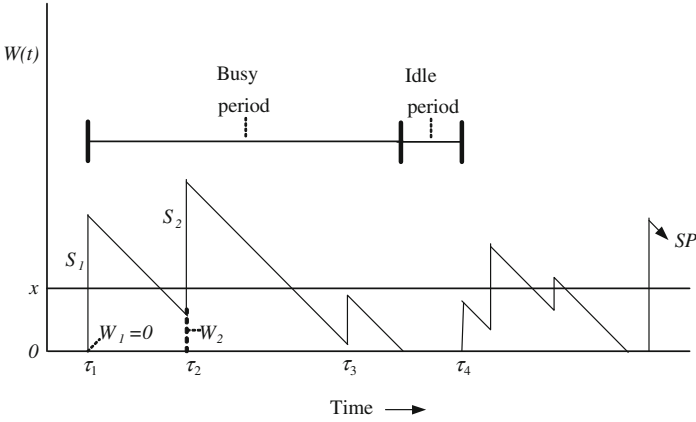 W(t)
Busy
period
Idle
period
S₁
S₂
SP
x
W₁=0
W₂
0
τ₁
τ₂
τ₃
τ₄
Time